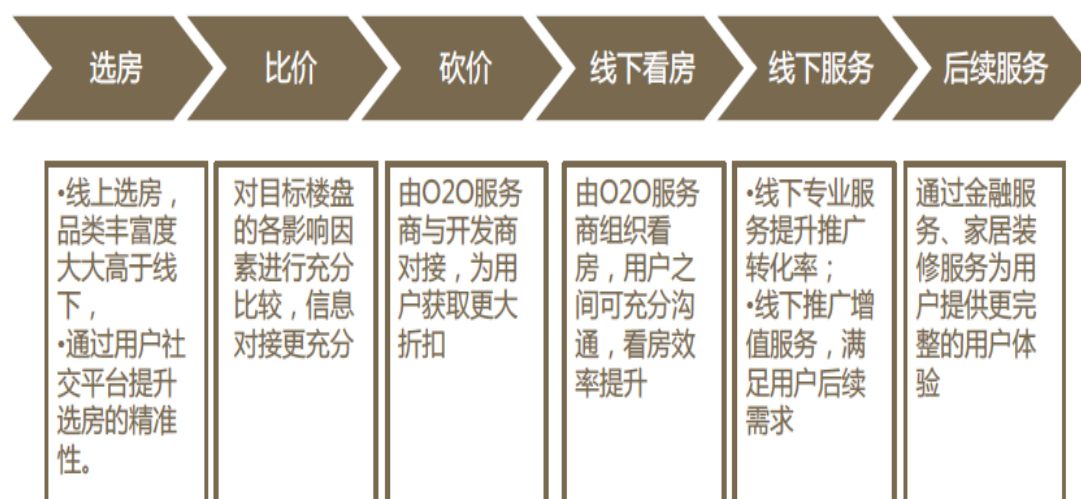 选房
比价
砍价
线下看房
线下服务
后续服务
•线上选房，
品类丰富度
大大高于线
下，
•通过用户社
交平台提升
选房的精准
性。
对目标楼盘
的各影响因
素进行充分
比较，信息
对接更充分
由O2O服务
商与开发商
对接，为用
户获取更大
折扣
由O2O服务
商组织看
房，用户之
间可充分沟
通，看房效
率提升
•线下专业服
务提升推广
转化率；
•线下推广增
值服务，满
足用户后续
需求
通过金融服
务、家居装
修服务为用
户提供更完
整的用户体
验